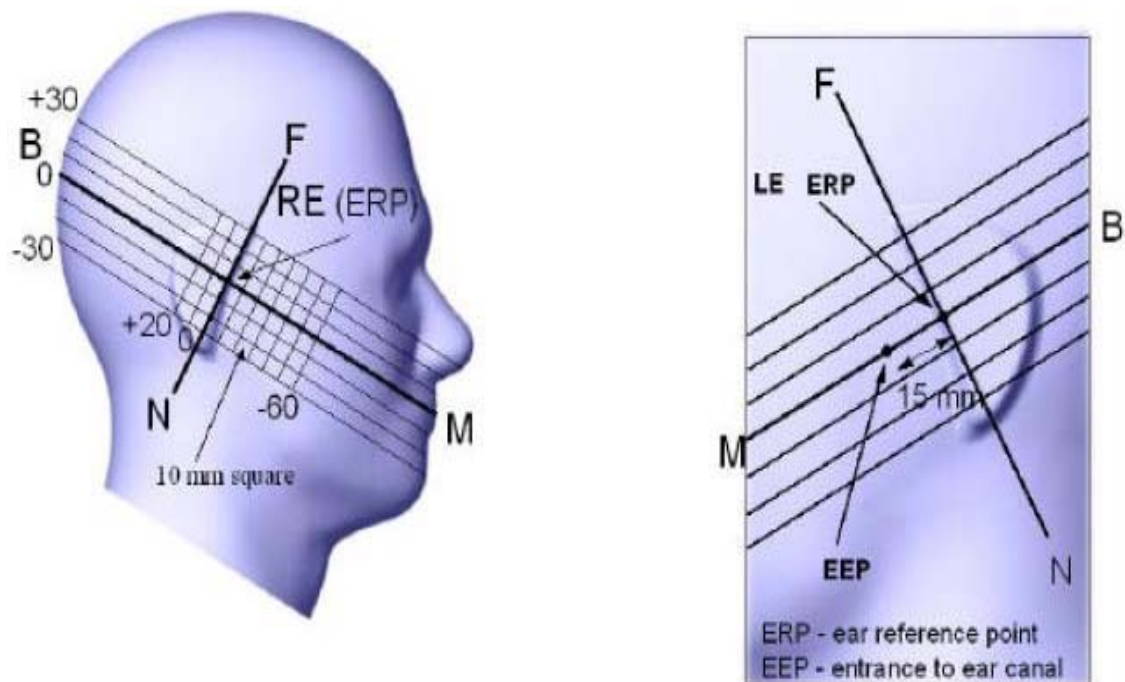 +30
B
0
-30
F
RE (ERP)
+20
0
N
-60
M
10 mm square
F
LE ERP
B
15 mm
M
EEP
N
ERP - ear reference point
EEP - entrance to ear canal